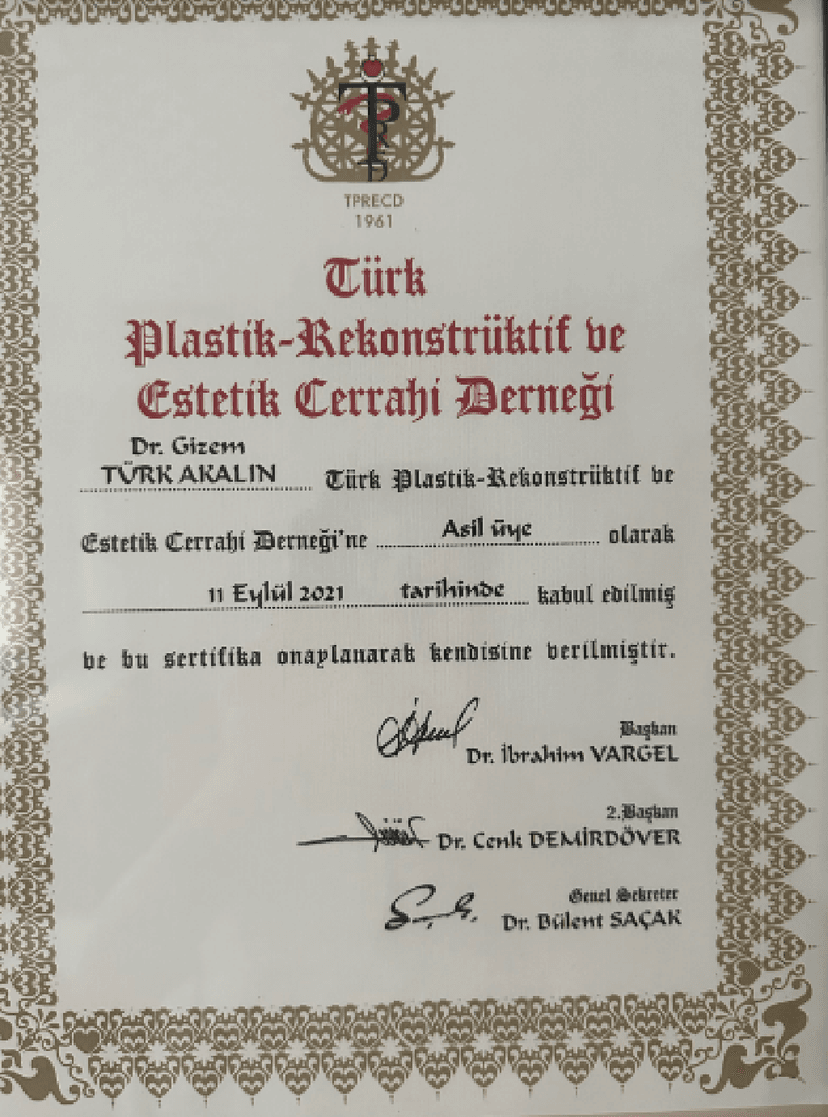 TPRECD
1961
Türk
Plastik-Rekonstrüktif ve
Estetik Cerrahi Derneği
Dr. Gizem
TÜRK AKALIN Türk Plastik-Rekonstrüktif ve
Estetik Cerrahi Derneği'ne Asil üye olarak
11 Eylül 2021 tarihinde kabul edilmiş
ve bu sertifika onaylanarak kendisine verilmiştir.
Başkan
Dr. İbrahim VARGEL
2.Başkan
Dr. Cenk DEMİRDÖVER
Genel Sekreter
Dr. Bülent SAÇAK